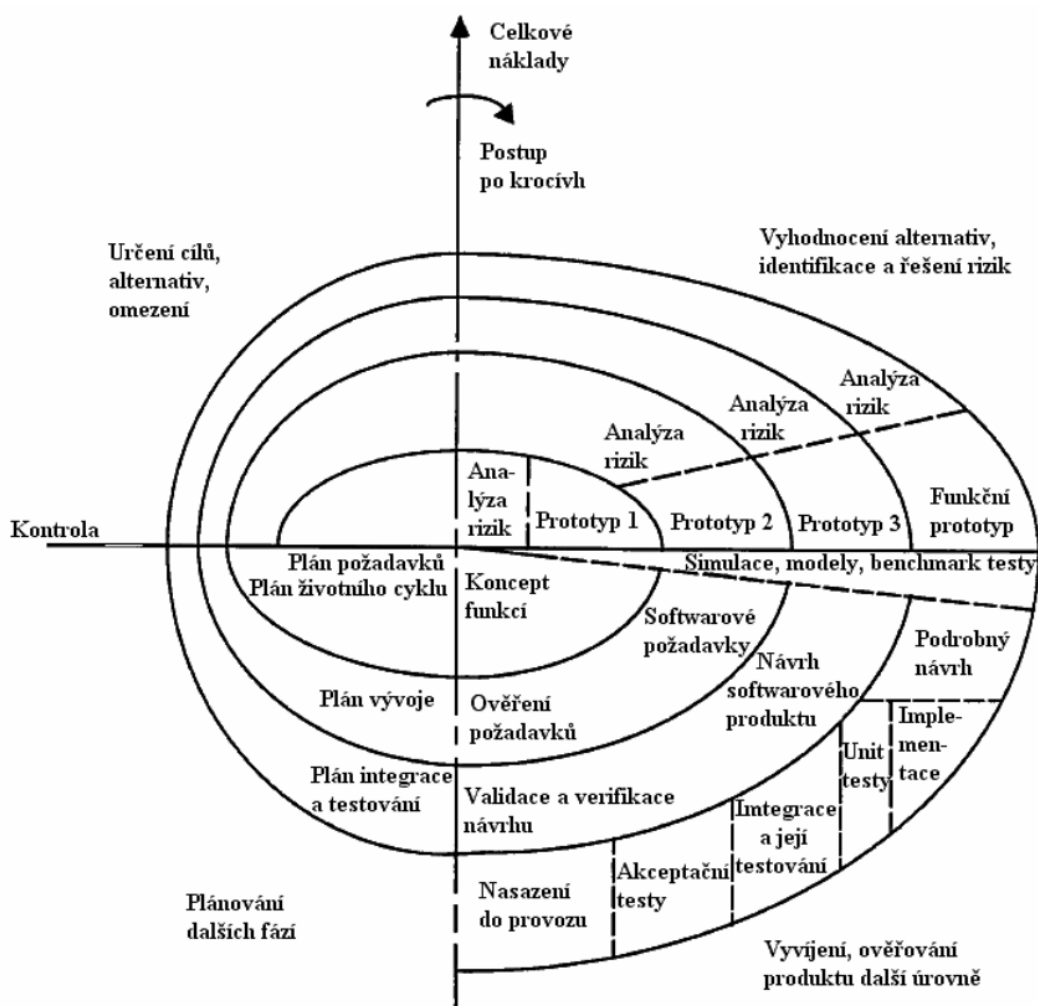 Celkové
náklady
Postup
po krocívh
Určení cílů,
alternativ,
omezení
Vyhodnocení alternativ,
identifikace a řešení rizik
Analýza
rizik
Analýza
rizik
Analýza
rizik
Ana-
lýza
rizik
Prototyp 1
Prototyp 2
Prototyp 3
Funkční
prototyp
Kontrola
Plán požadavků
Plán životního cyklu
Koncept
funkcí
Simulace, modely, benchmark testy
Softwarové
požadavky
Návrh
softwarového
produktu
Podrobný
návrh
Plán vývoje
Ověření
požadavků
Unit
testy
Imple-
men-
tace
Plán integrace
a testování
Validace a verifikace
návrhu
Imtegrace
a její
testování
Akceptační
testy
Nasazení
do provozu
Plánování
dalších fází
Vyvíjení, ověřování
produktu další úrovně